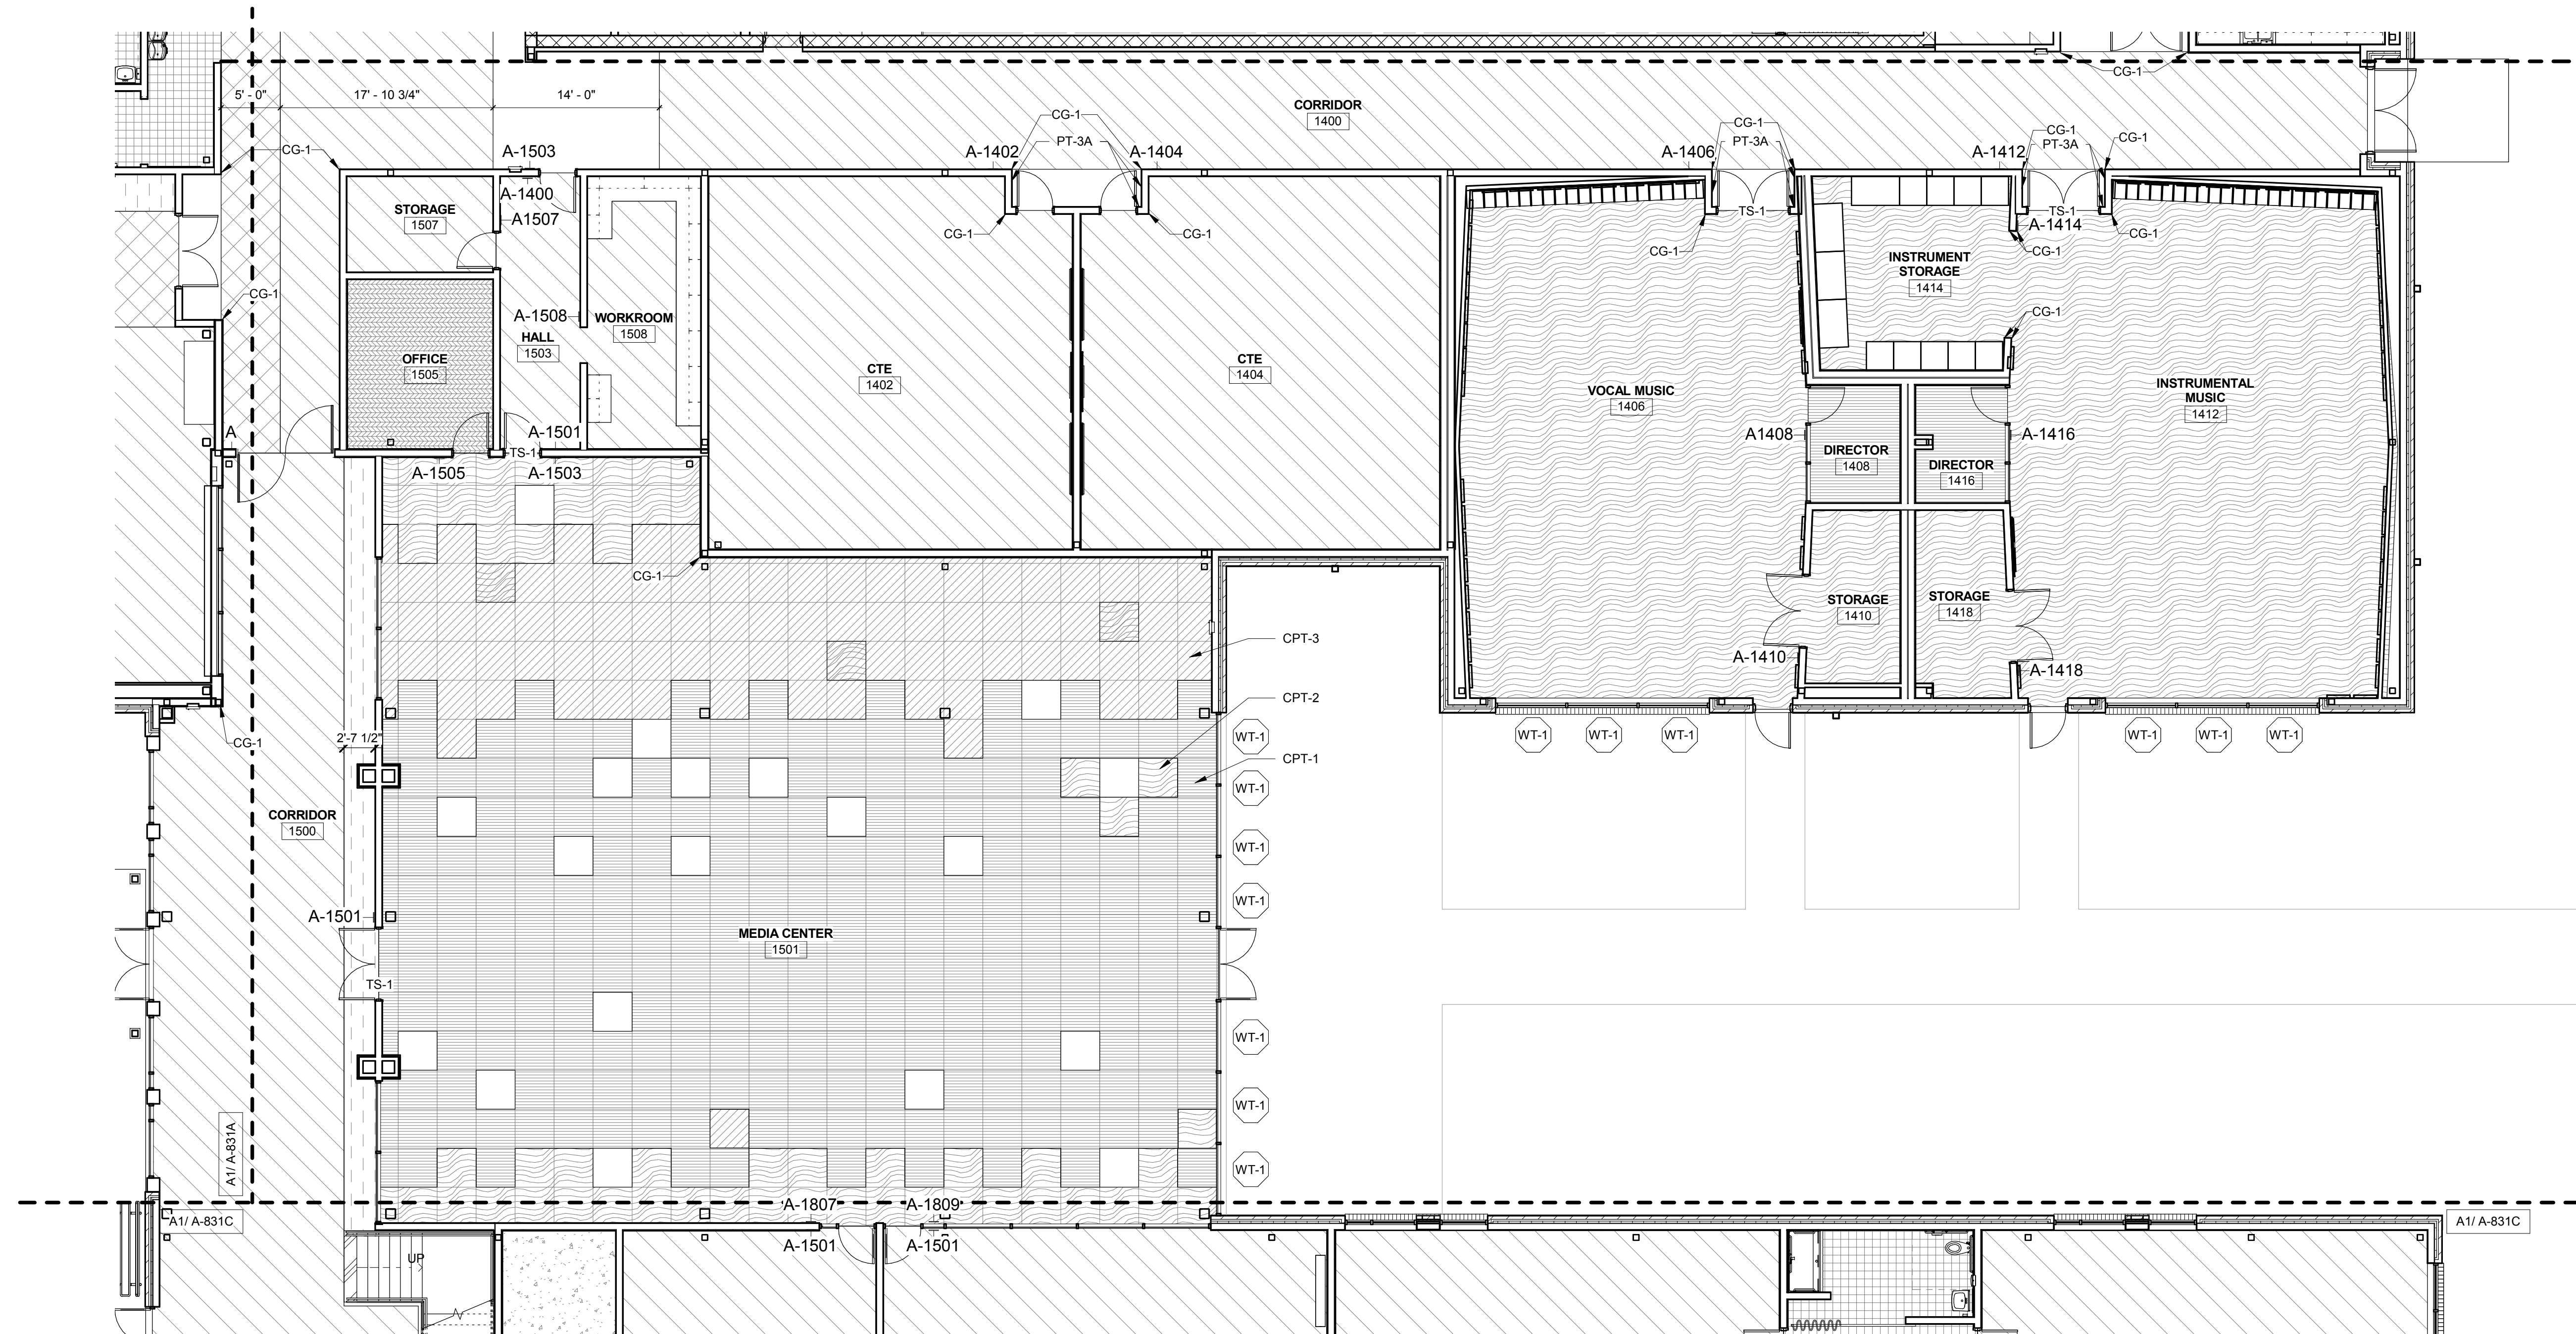 CG-1
5' - 0"
17' - 10 3/4"
14' - 0"
CORRIDOR
1400
CG-1
CG-1
CG-1
CG-1
PT-3A
PT-3A
PT-3A
CG-1
A-1503
A-1402
A-1404
A-1406
A-1412
A-1400
A1507
STORAGE
1507
TS-1
TS-1
A-1414
CG-1
CG-1
CG-1
CG-1
CG-1
INSTRUMENT
STORAGE
1414
CG-1
CG-1
A-1508
WORKROOM
1508
HALL
1503
OFFICE
1505
CTE
1402
CTE
1404
VOCAL MUSIC
1406
INSTRUMENTAL
MUSIC
1412
A
A-1501
TS-1
A-1505
A-1503
A1408
A-1416
DIRECTOR
1408
DIRECTOR
1416
CG-1
STORAGE
1410
STORAGE
1418
CPT-3
A-1410
A-1418
CPT-2
CG-1
2'-7 1/2"
WT-1
WT-1
WT-1
WT-1
WT-1
WT-1
WT-1
CPT-1
WT-1
CORRIDOR
1500
WT-1
WT-1
A-1501
MEDIA CENTER
1501
TS-1
WT-1
WT-1
WT-1
A1/ A-831A
A1/ A-831C
A-1807
A-1809
A1/ A-831C
A-1501
A-1501
UP